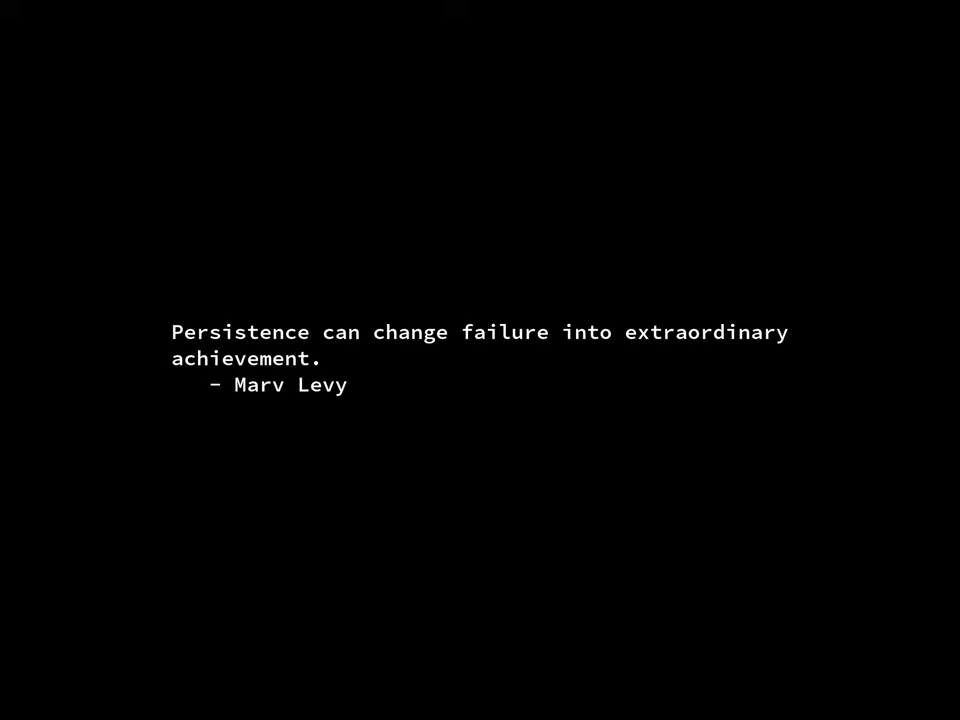 Persistence can change failure into extraordinary
achievement.
– Marv Levy